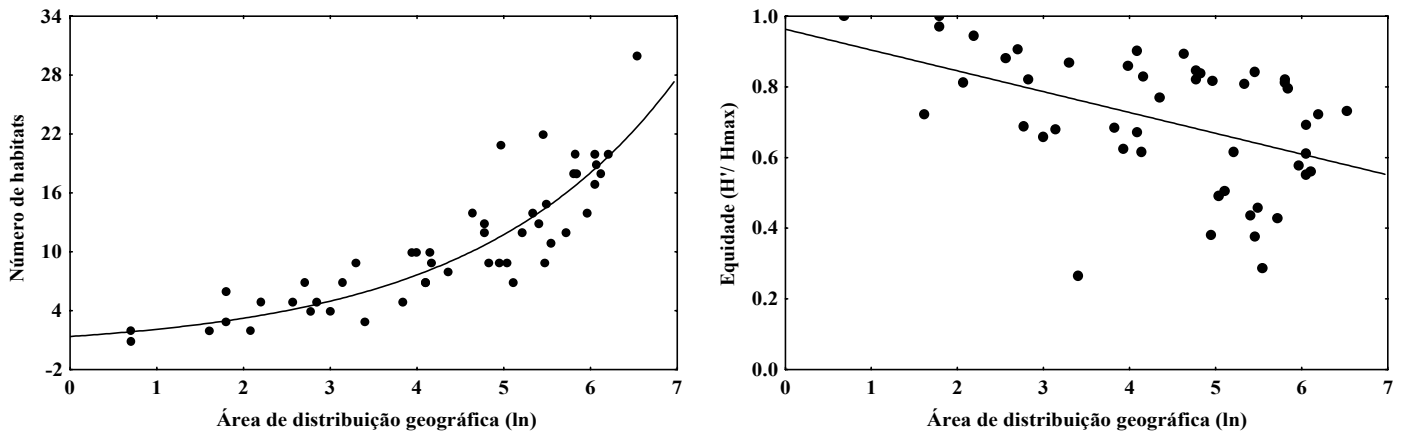 34
28
22
16
10
4
-2
Número de habitats
0 1 2 3 4 5 6 7
Área de distribuição geográfica (ln)
1.0
0.8
0.6
0.4
0.2
0.0
Equidade (H'/ Hmax)
0 1 2 3 4 5 6 7
Área de distribuição geográfica (ln)